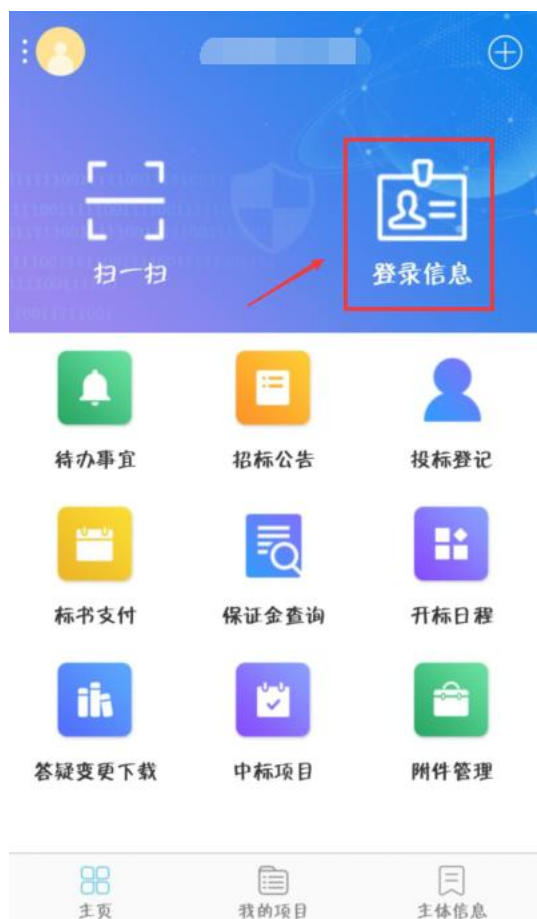 扫一扫
登录信息
待办事宜
招标公告
投标登记
标书支付
保证金查询
开标日程
答疑变更下载
中标项目
附件管理
主页
我的项目
主体信息